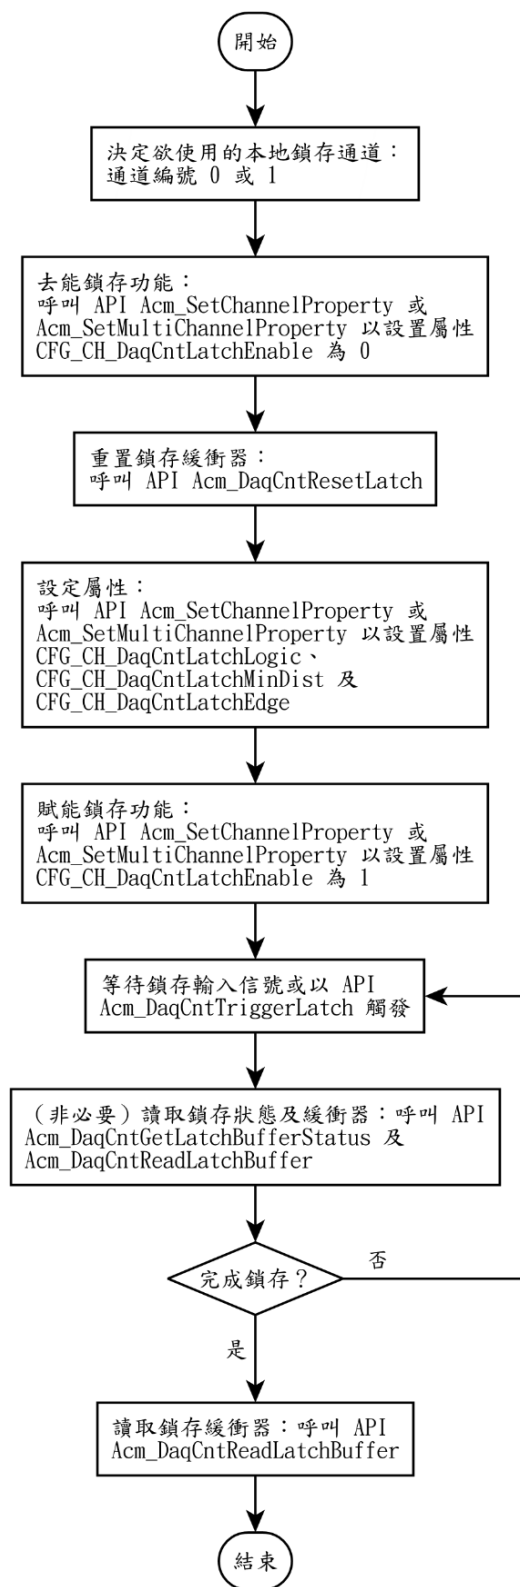 開始
決定欲使用的本地鎖存通道：
通道編號 0 或 1
去能鎖存功能：
呼叫 API Acm_SetChannelProperty 或
Acm_SetMultiChannelProperty 以設置屬性
CFG_CH_DaqCntLatchEnable 為 0
重置鎖存緩衝器：
呼叫 API Acm_DaqCntResetLatch
設定屬性：
呼叫 API Acm_SetChannelProperty 或
Acm_SetMultiChannelProperty 以設置屬性
CFG_CH_DaqCntLatchLogic、
CFG_CH_DaqCntLatchMinDist 及
CFG_CH_DaqCntLatchEdge
賦能鎖存功能：
呼叫 API Acm_SetChannelProperty 或
Acm_SetMultiChannelProperty 以設置屬性
CFG_CH_DaqCntLatchEnable 為 1
等待鎖存輸入信號或以 API
Acm_DaqCntTriggerLatch 觸發
（非必要）讀取鎖存狀態及緩衝器：呼叫 API
Acm_DaqCntGetLatchBufferStatus 及
Acm_DaqCntReadLatchBuffer
完成鎖存？
否
是
讀取鎖存緩衝器：呼叫 API
Acm_DaqCntReadLatchBuffer
結束